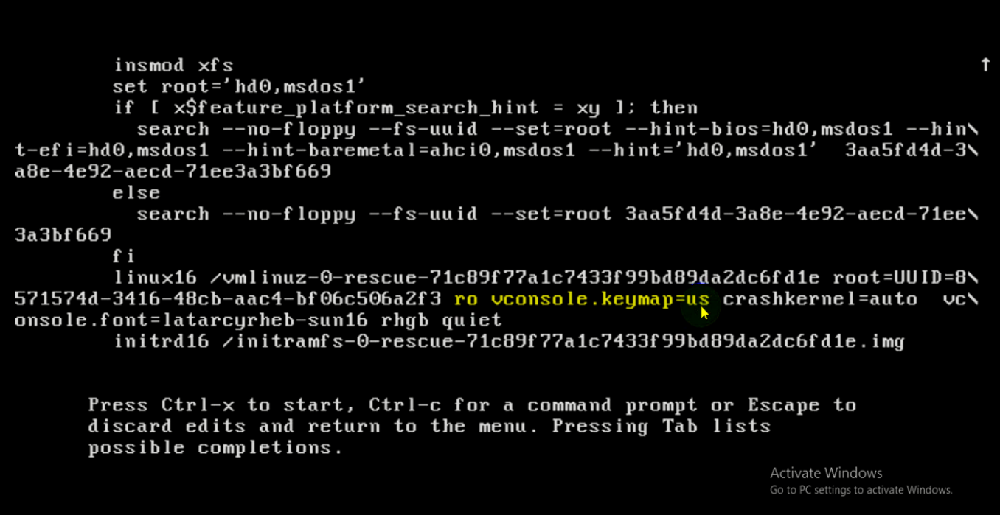 insmod xfs ↑
set root='hd0,msdos1'
if [ x$feature_platform_search_hint = xy ]; then
search --no-floppy --fs-uuid --set=root --hint-bios=hd0,msdos1 --hin\
t-efi=hd0,msdos1 --hint-baremetal=ahci0,msdos1 --hint='hd0,msdos1'  3aa5fd4d-3\
a8e-4e92-aecd-71ee3a3bf669
else
search --no-floppy --fs-uuid --set=root 3aa5fd4d-3a8e-4e92-aecd-71ee\
3a3bf669
fi
linux16 /vmlinuz-0-rescue-71c89f77a1c7433f99bd89da2dc6fd1e root=UUID=8\
571574d-3416-48cb-aac4-bf06c506a2f3 ro vconsole.keymap=us crashkernel=auto  vc\
onsole.font=latarcyrheb-sun16 rhgb quiet
initrd16 /initramfs-0-rescue-71c89f77a1c7433f99bd89da2dc6fd1e.img
Press Ctrl-x to start, Ctrl-c for a command prompt or Escape to
discard edits and return to the menu. Pressing Tab lists
possible completions.
Activate Windows
Go to PC settings to activate Windows.